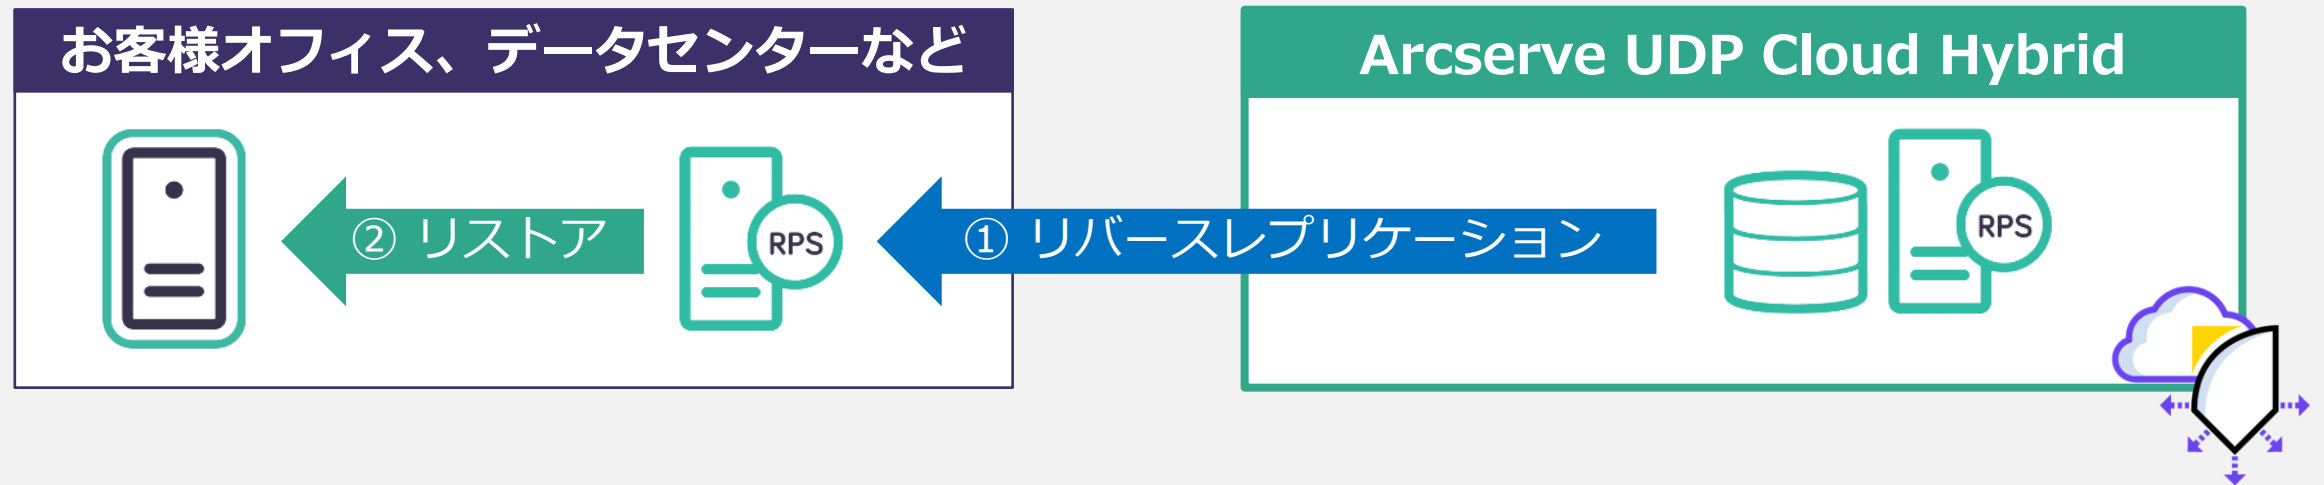 お客様オフィス、データセンターなど
Arcserve UDP Cloud Hybrid
② リストア
RPS
① リバースレプリケーション
RPS